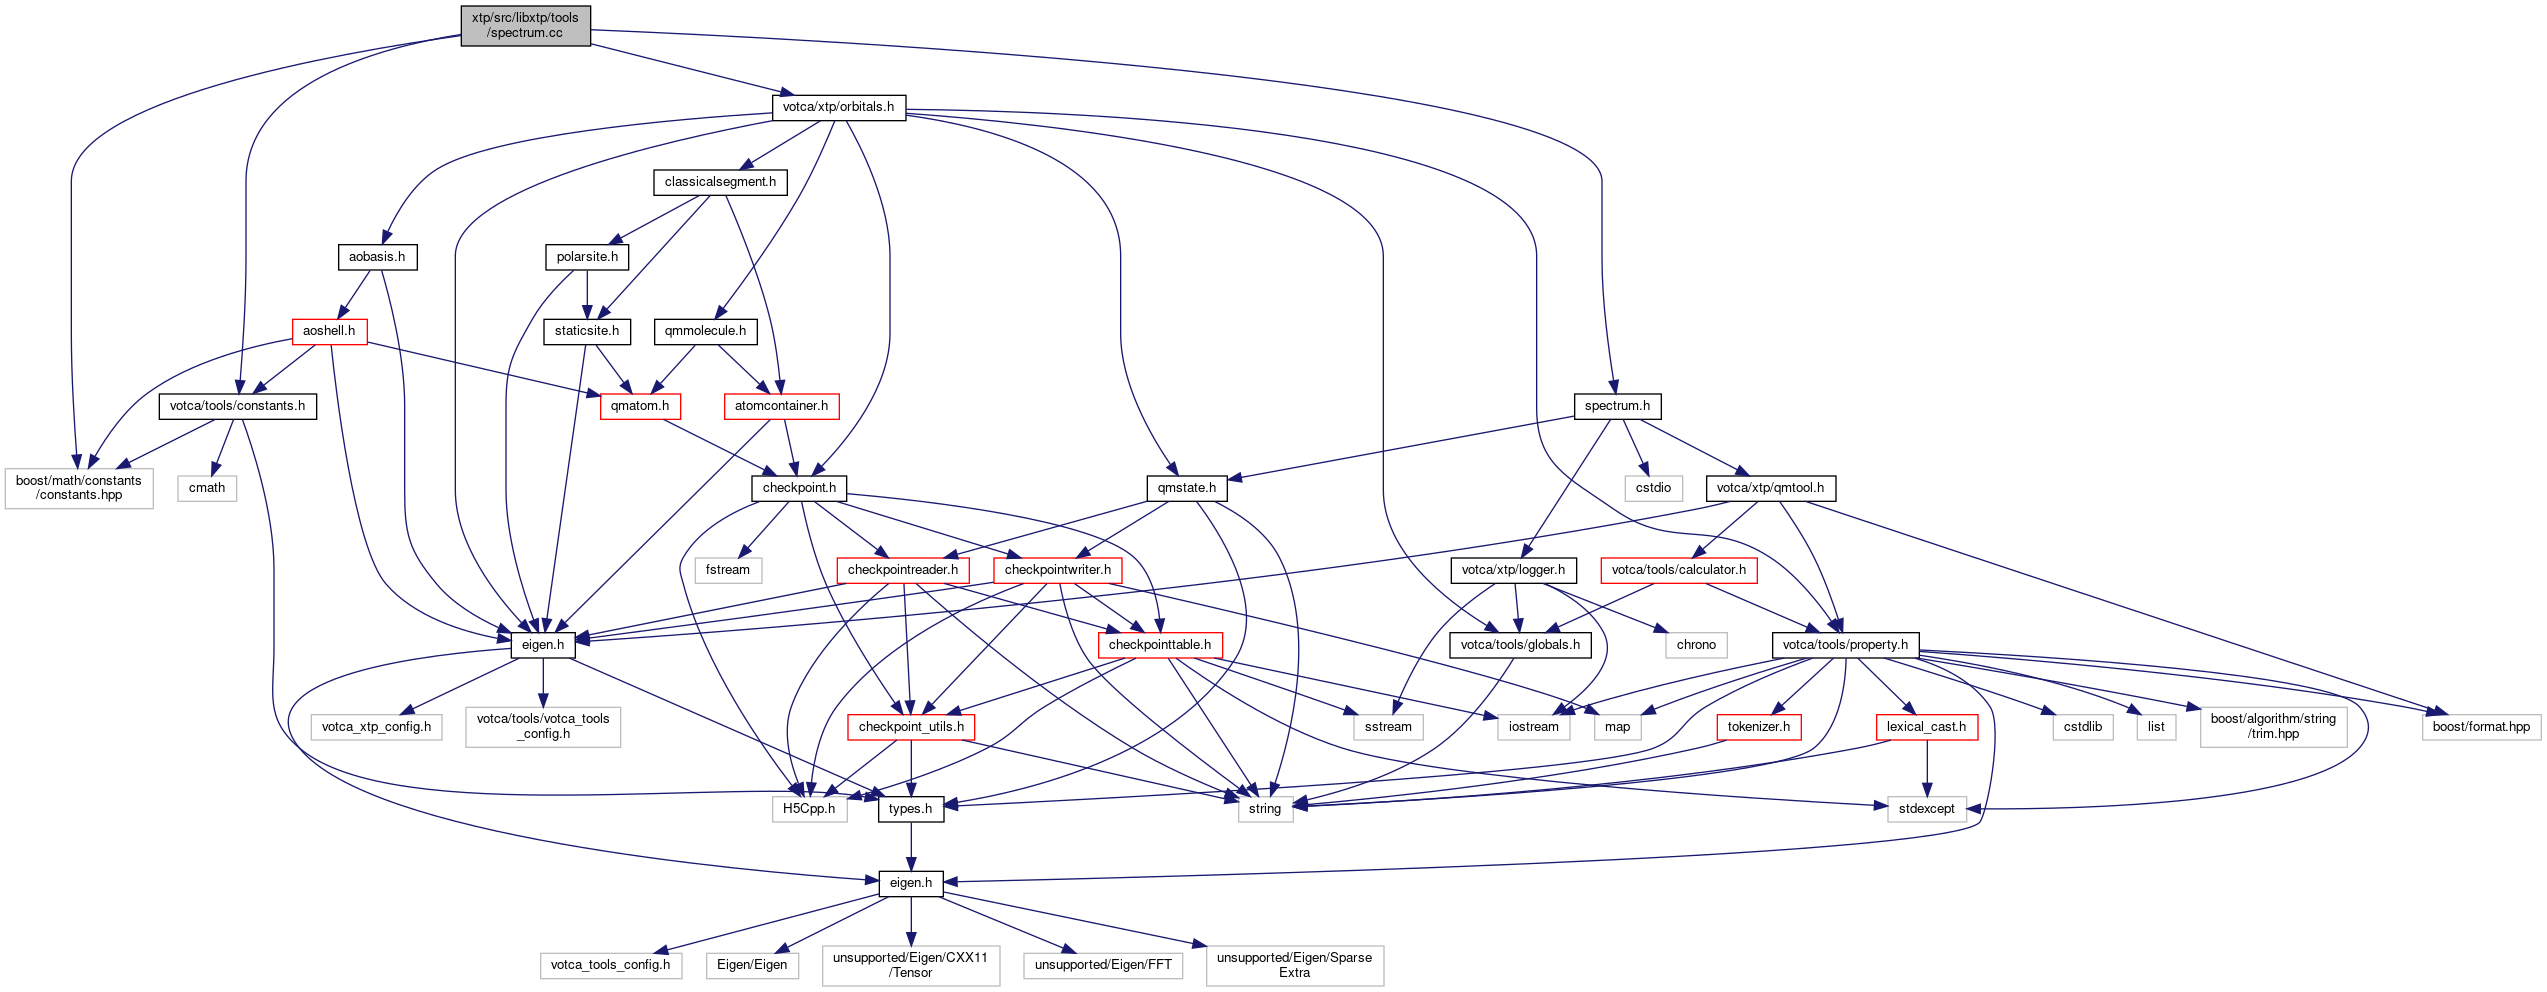 xtp/src/libxtp/tools
/spectrum.cc
votca/xtp/orbitals.h
classicalsegment.h
aobasis.h
polarsite.h
aoshell.h
staticsite.h
qmmolecule.h
votca/tools/constants.h
qmatom.h
atomcontainer.h
spectrum.h
boost/math/constants
/constants.hpp
cmath
checkpoint.h
qmstate.h
cstdio
votca/xtp/qmtool.h
fstream
checkpointreader.h
checkpointwriter.h
votca/xtp/logger.h
votca/tools/calculator.h
eigen.h
checkpointtable.h
votca/tools/globals.h
chrono
votca/tools/property.h
votca_xtp_config.h
votca/tools/votca_tools
_config.h
checkpoint_utils.h
sstream
iostream
map
tokenizer.h
lexical_cast.h
cstdlib
list
boost/algorithm/string
/trim.hpp
boost/format.hpp
H5Cpp.h
types.h
string
stdexcept
eigen.h
votca_tools_config.h
Eigen/Eigen
unsupported/Eigen/CXX11
/Tensor
unsupported/Eigen/FFT
unsupported/Eigen/Sparse
Extra